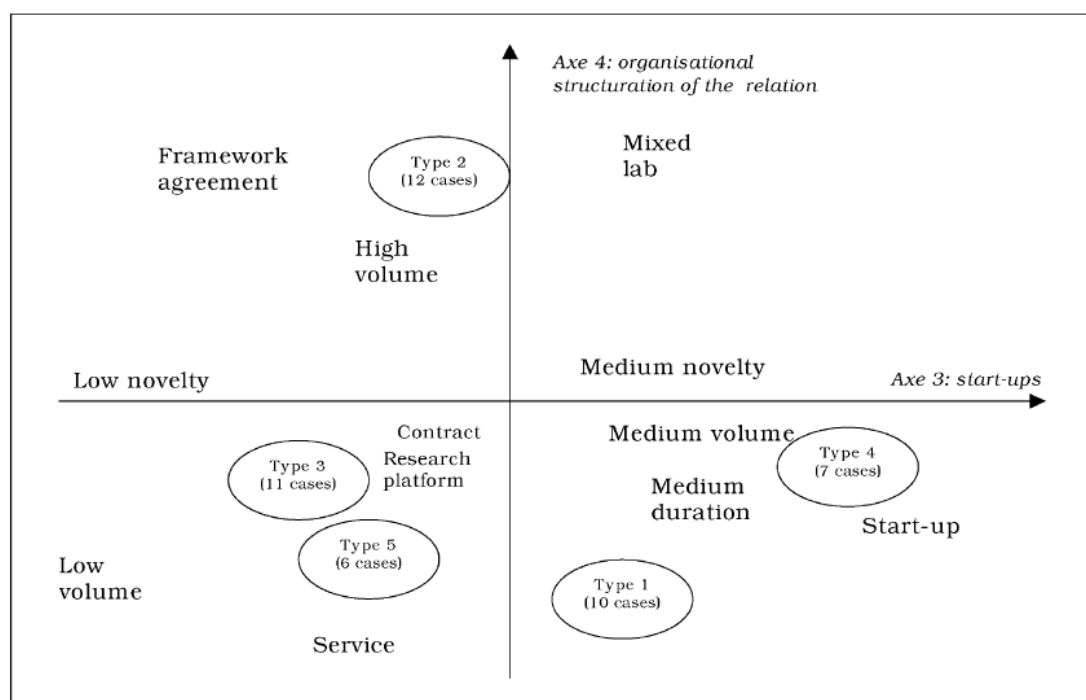 Axe 4: organisational
structuration of the relation
Mixed
lab
Framework
agreement
Type 2
(12 cases)
High
volume
Low novelty
Medium novelty
Axe 3: start-ups
Contract
Research
platform
Type 3
(11 cases)
Medium volume
Type 4
(7 cases)
Medium
duration
Start-up
Type 5
(6 cases)
Low
volume
Type 1
(10 cases)
Service